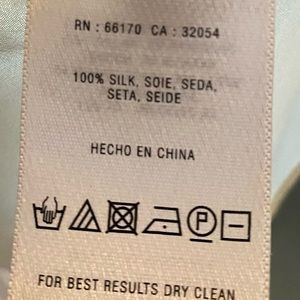 RN : 66170 CA : 32054
100% SILK, SOIE, SEDA,
SETA, SEIDE
HECHO EN CHINA
P
FOR BEST RESULTS DRY CLEAN